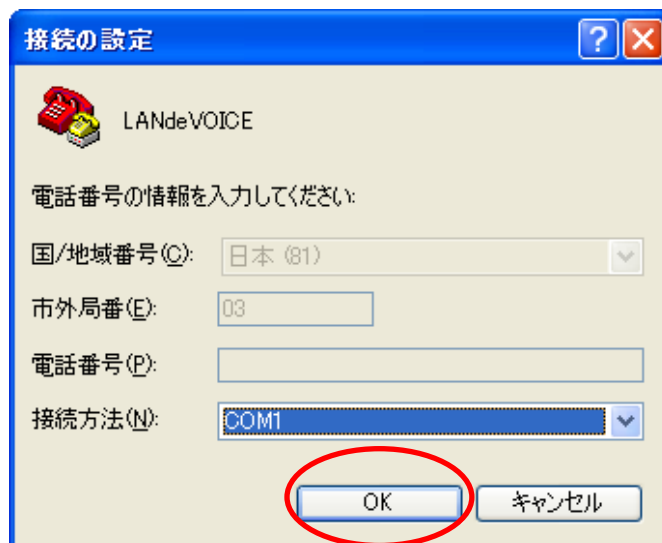 接続の設定
LANdeVOICE
電話番号の情報を入力してください:
国/地域番号(C): 日本 (81)
市外局番(E): 03
電話番号(P):
接続方法(N): COM1
OK キャンセル